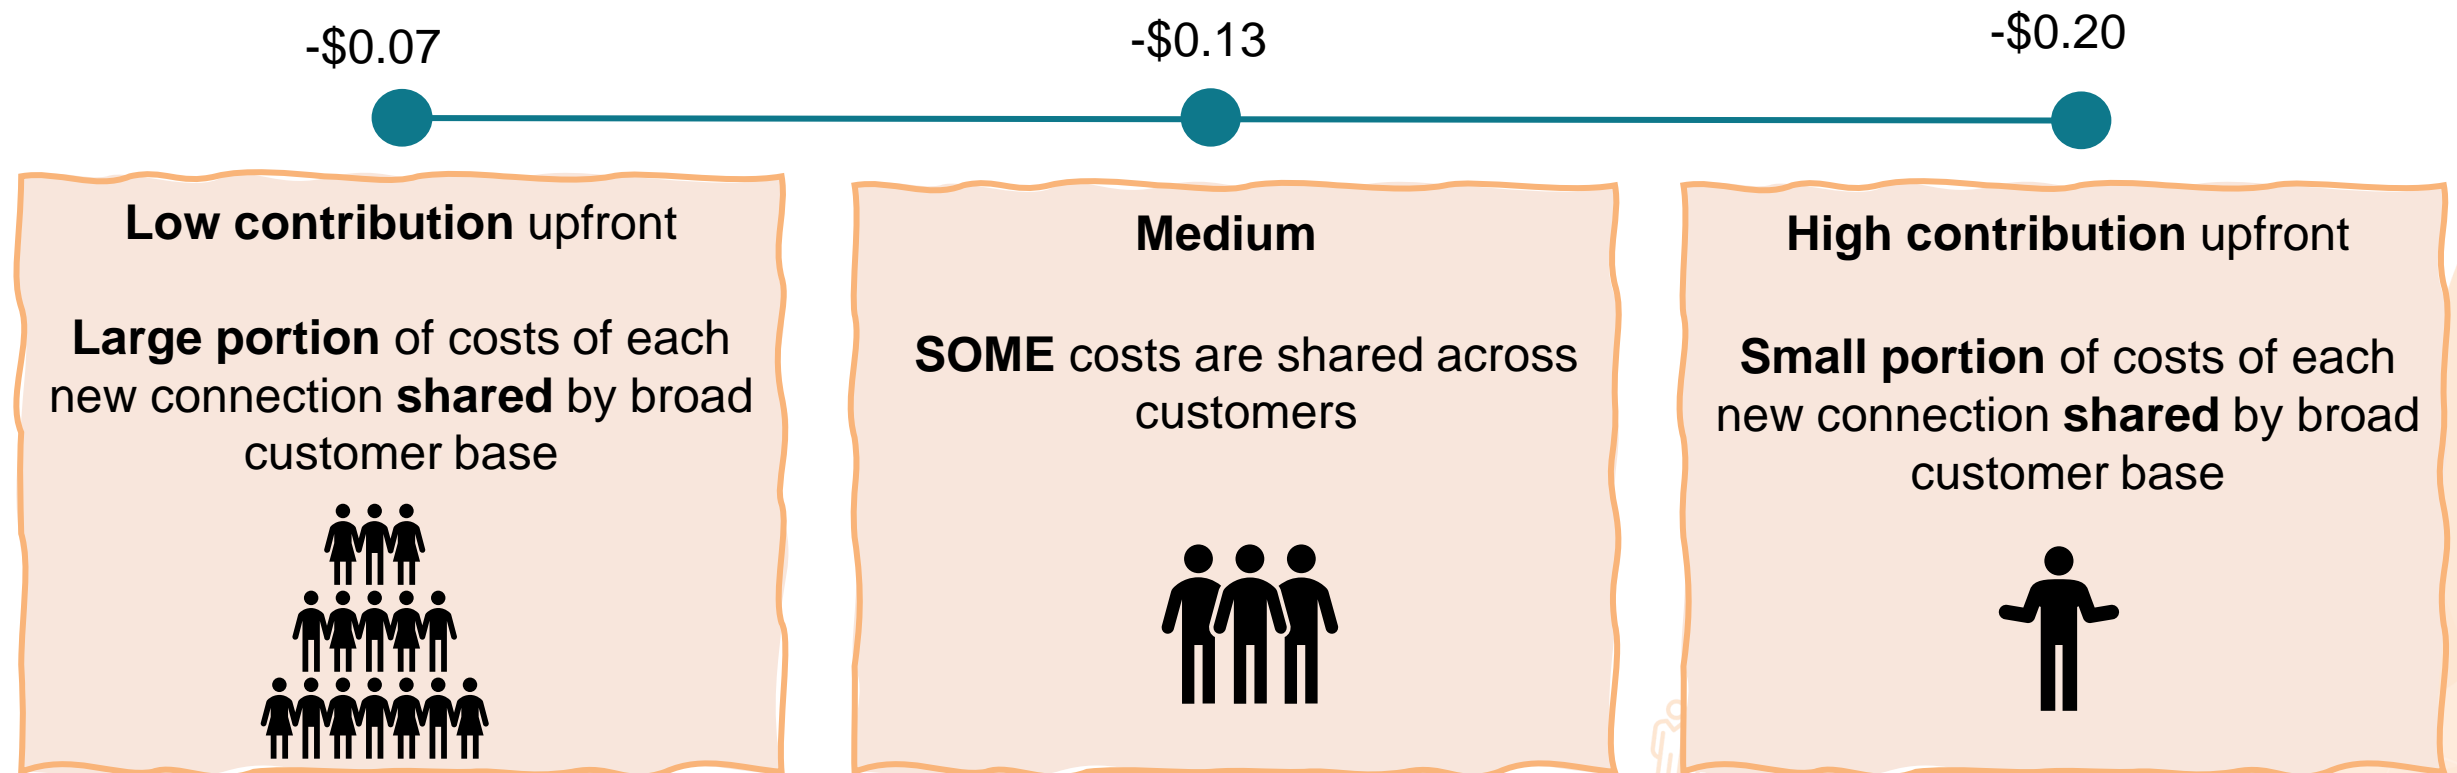 -$0.07
-$0.13
-$0.20
Low contribution upfront
Large portion of costs of each
new connection shared by broad
customer base
Medium
SOME costs are shared across
customers
High contribution upfront
Small portion of costs of each
new connection shared by broad
customer base